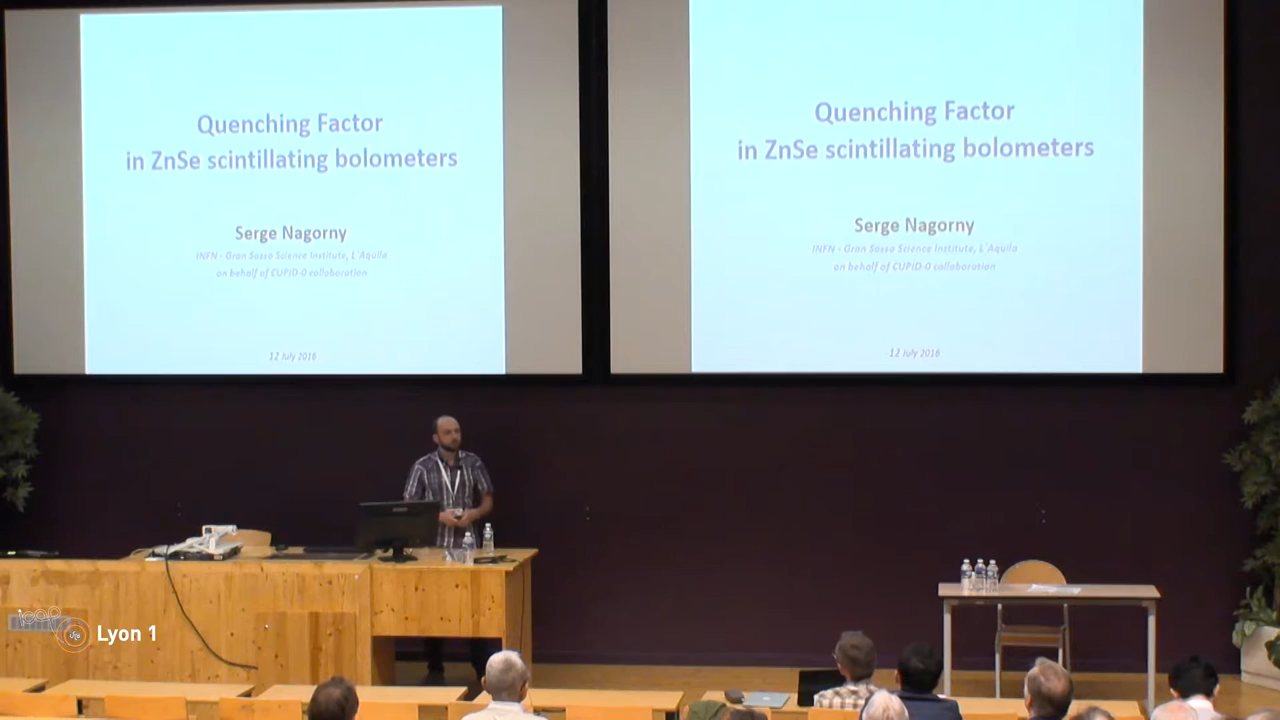 Quenching Factor
in ZnSe scintillating bolometers
Serge Nagorny
INFN - Gran Sasso Science Institute, L'Aquila
on behalf of CUPID-0 collaboration
12 July 2016
Quenching Factor
in ZnSe scintillating bolometers
Serge Nagorny
INFN - Gran Sasso Science Institute, L'Aquila
on behalf of CUPID-0 collaboration
12 July 2016
Lyon 1